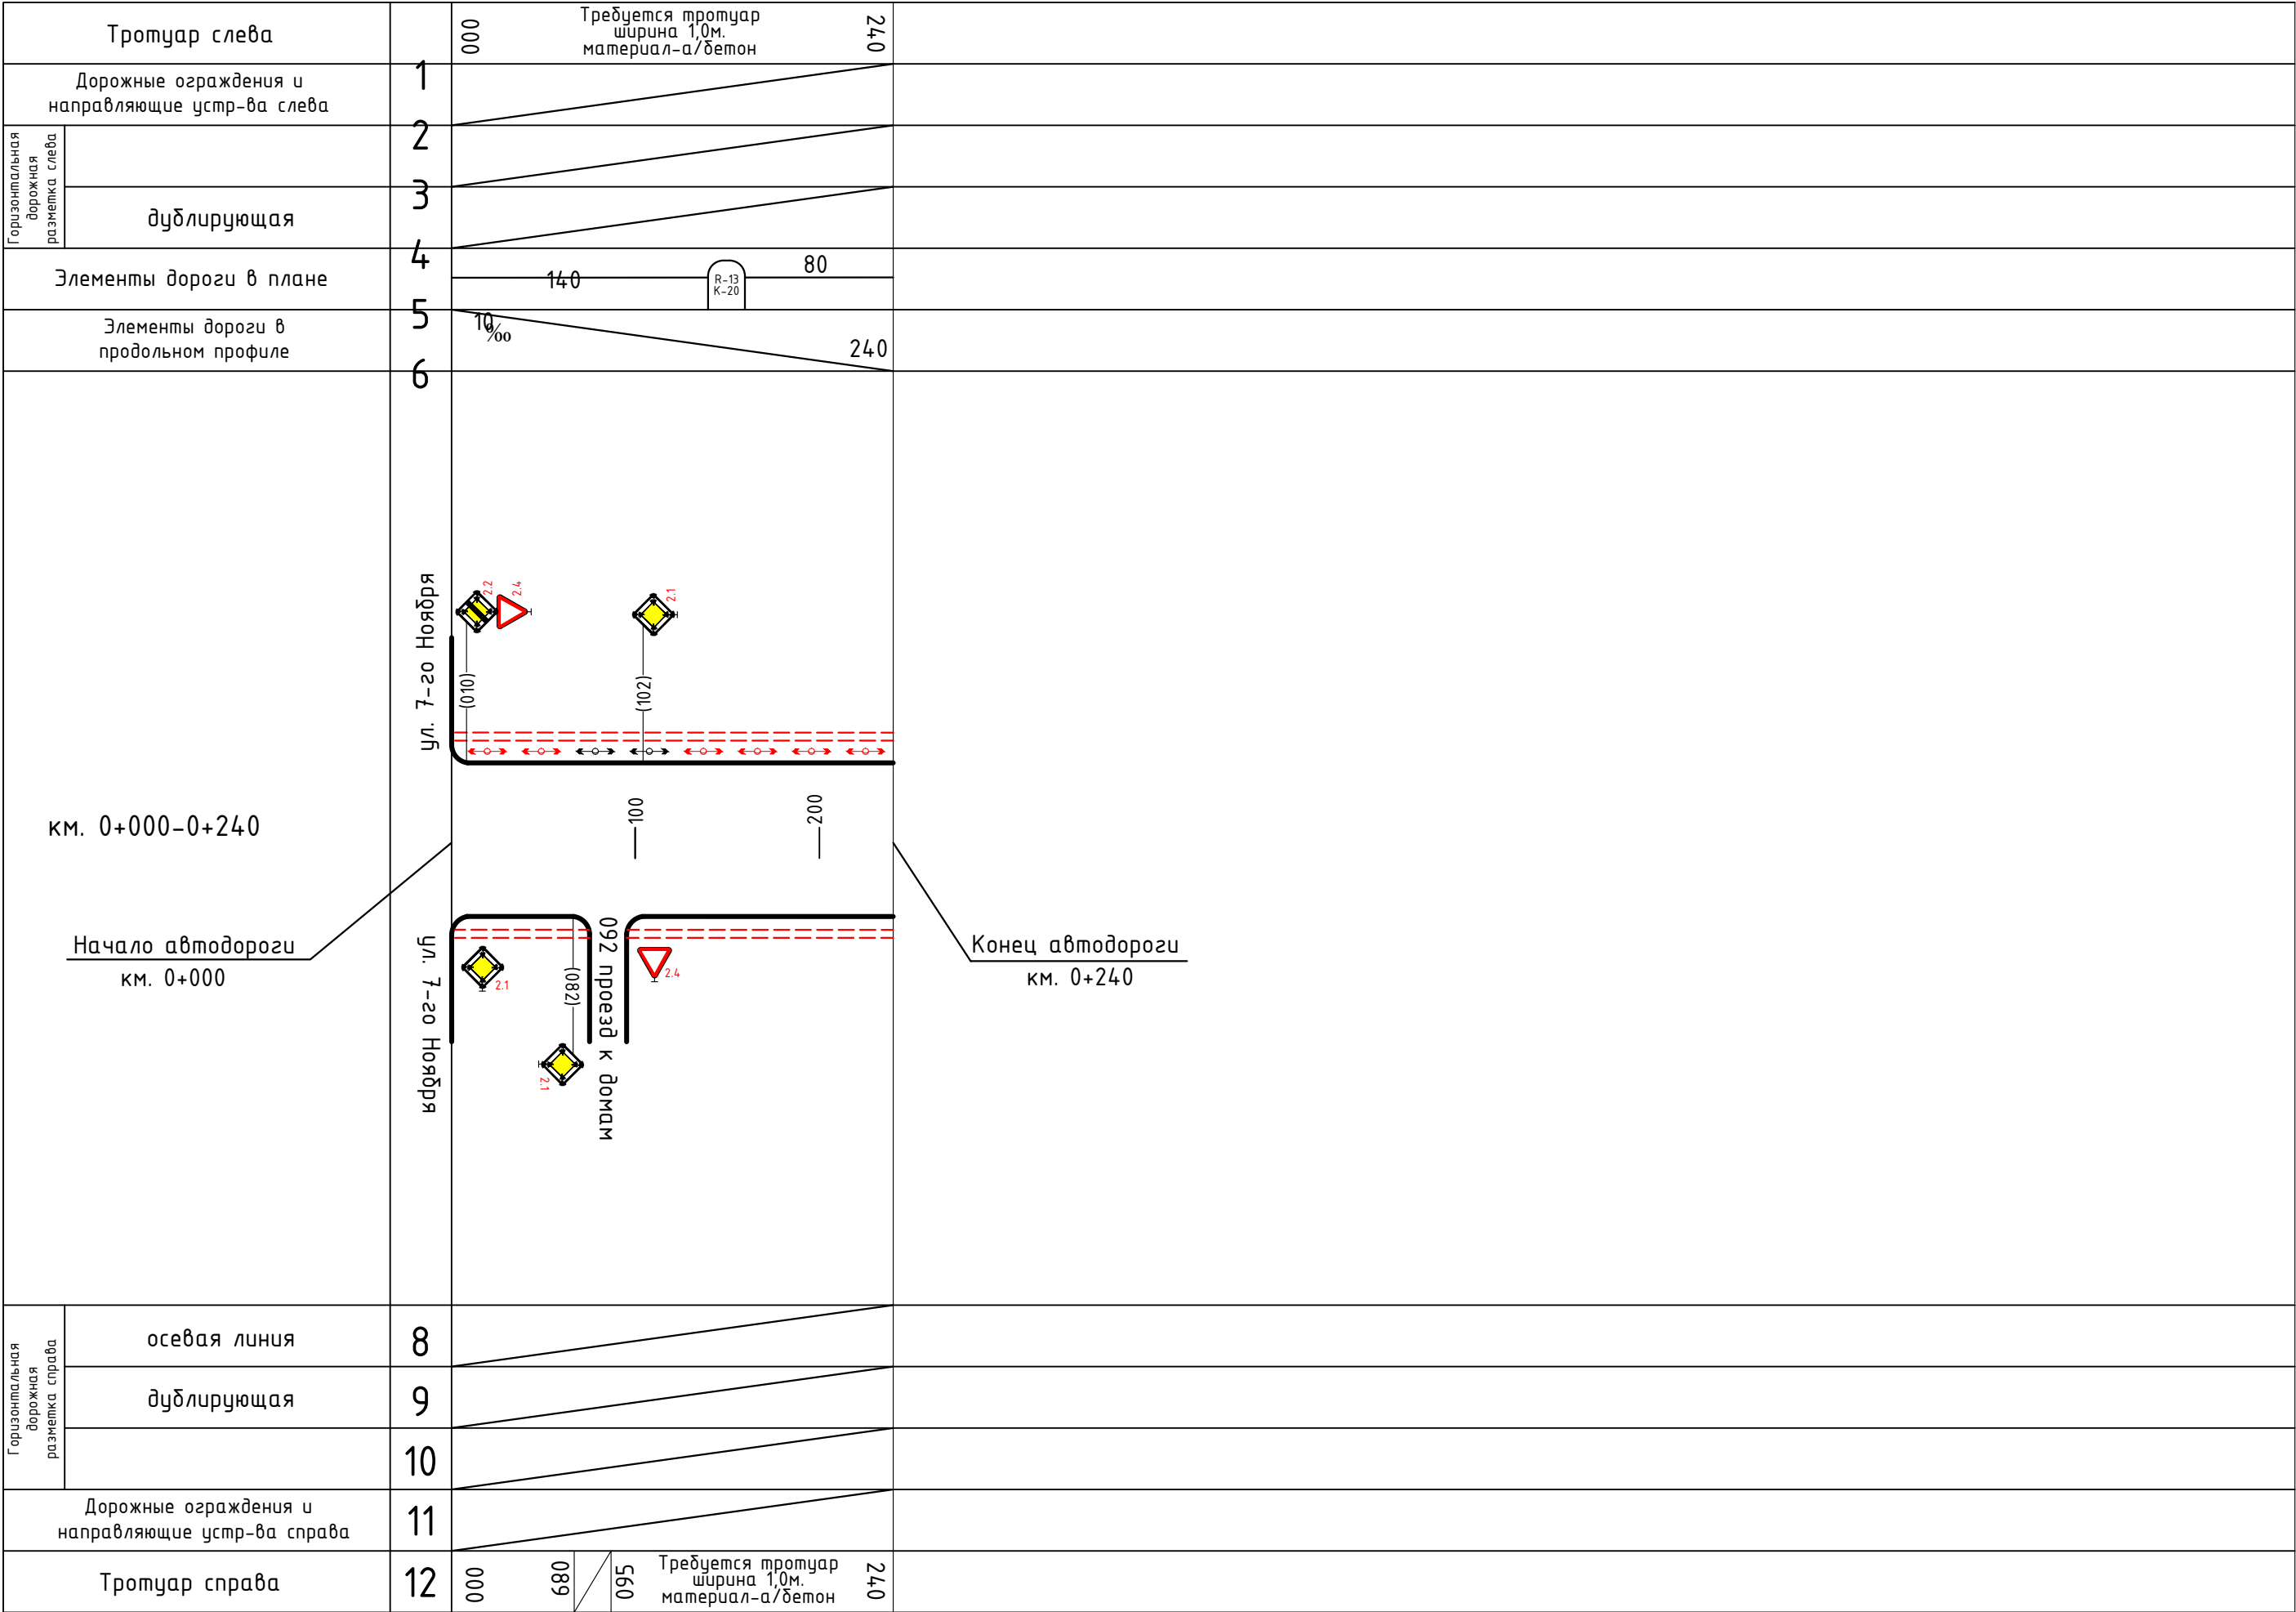 Тротуар слева
000
Требуется тротуар
ширина 1,0м.
материал-а/бетон
240
1
Дорожные ограждения и
направляющие устр-ва слева
2
Горизонтальная
дорожная
разметка слева
3
дублирующая
4
Элементы дороги в плане
140
R-13
K-20
80
5
Элементы дороги в
продольном профиле
10‰
240
6
ул. 7-го Ноября
2.2
2.4
2.1
(010)
(102)
км. 0+000-0+240
100
200
Начало автодороги
км. 0+000
Конец автодороги
км. 0+240
ул. 7-го Ноября
2.1
(082)
092 проезд к домам
2.4
2.1
Горизонтальная
дорожная
разметка справа
осевая линия
8
дублирующая
9
10
Дорожные ограждения и
направляющие устр-ва справа
11
Тротуар справа
12
000
089
095
Требуется тротуар
ширина 1,0м.
материал-а/бетон
240